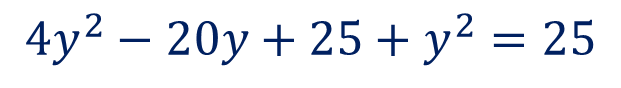 4y² − 20y + 25 + y² = 25